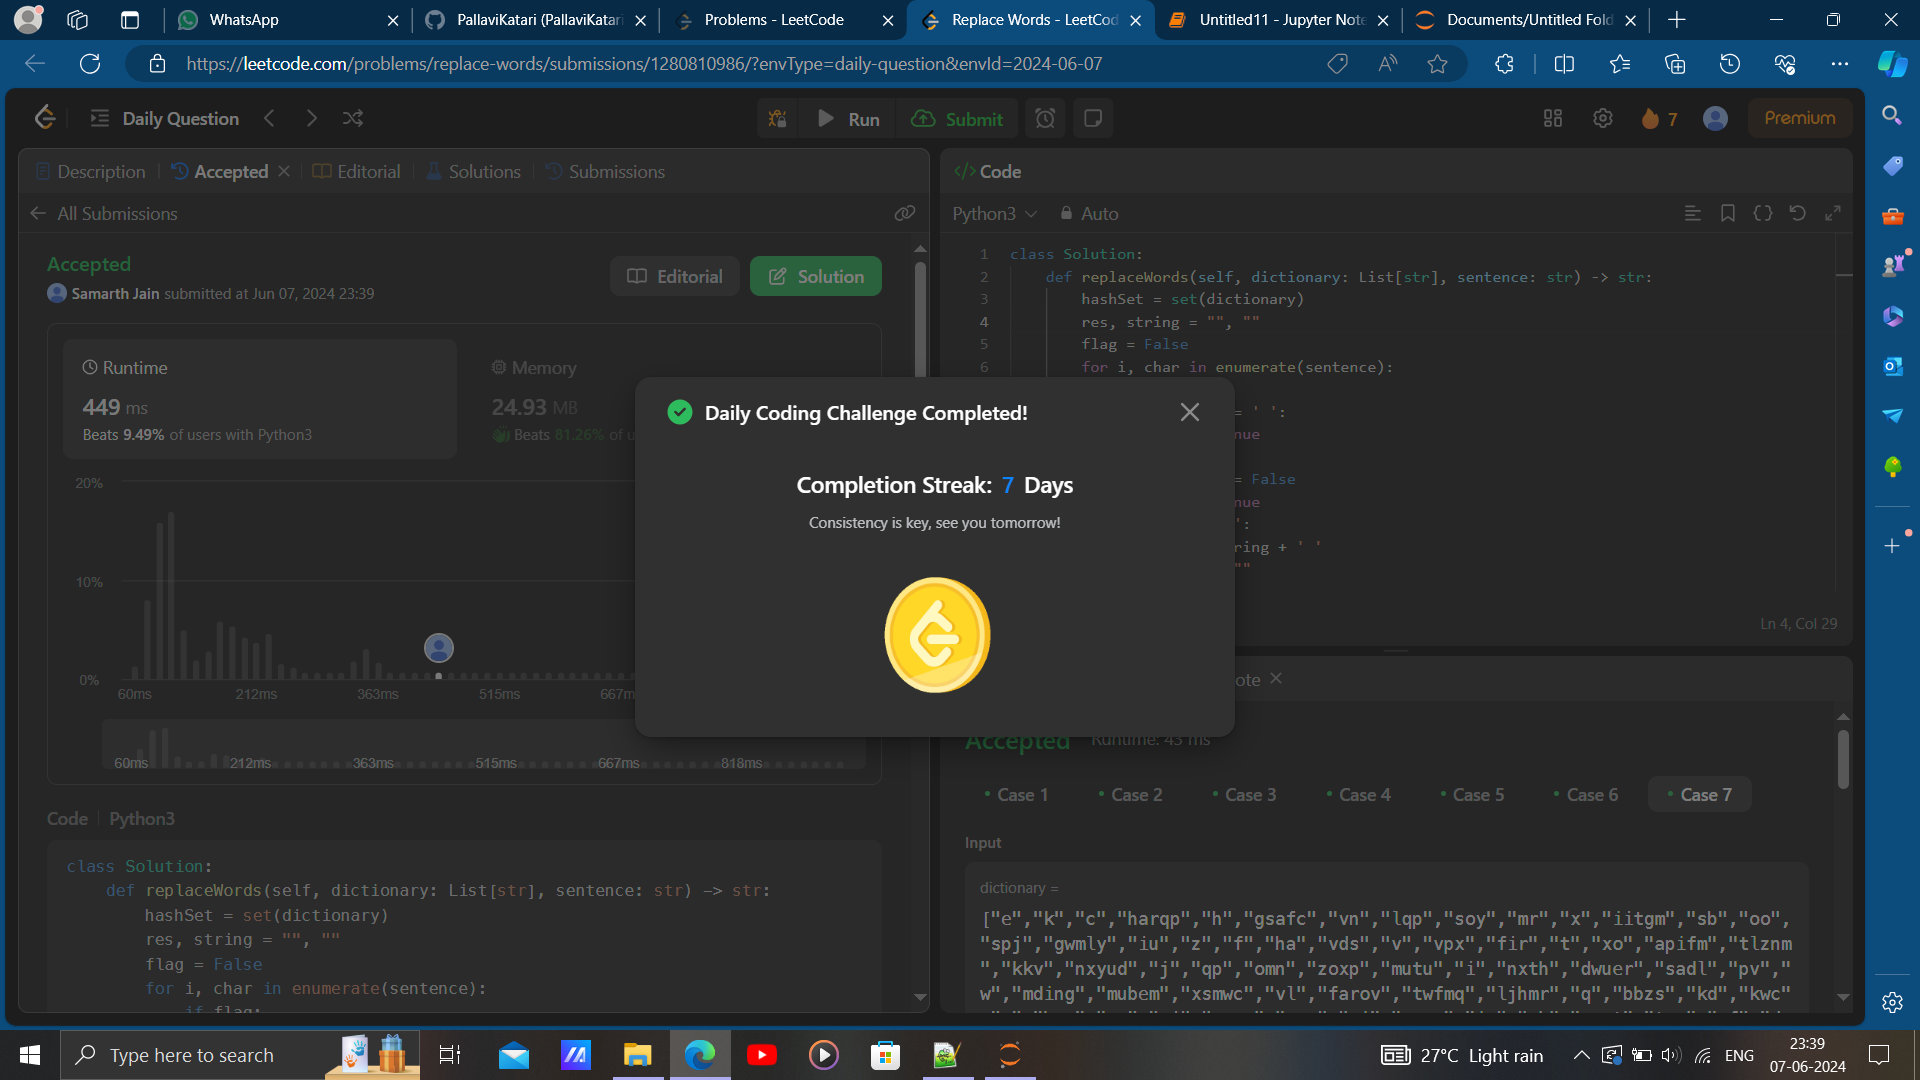 WhatsApp
PallaviKatari (PallaviKatari
Problems - LeetCode
Replace Words - LeetCod
Untitled11 - Jupyter Note
Documents/Untitled Fold
https://leetcode.com/problems/replace-words/submissions/1280810986/?envType=daily-question&envId=2024-06-07
Daily Question
Run
Submit
7
Premium
Description
Accepted
Editorial
Solutions
Submissions
All Submissions
Accepted
Samarth Jain submitted at Jun 07, 2024 23:39
Editorial
Solution
Runtime
449 ms
Beats 9.49% of users with Python3
Memory
24.93 MB
Beats 81.26% of u
20%
10%
0%
60ms 212ms 363ms 515ms 667m
60ms 212ms 363ms 515ms 667ms 818ms
Code | Python3
class Solution:
def replaceWords(self, dictionary: List[str], sentence: str) -> str:
hashSet = set(dictionary)
res, string = "", ""
flag = False
for i, char in enumerate(sentence):
if flag:
Daily Coding Challenge Completed!
Completion Streak: 7 Days
Consistency is key, see you tomorrow!
</> Code
Python3
Auto
1 class Solution:
2 def replaceWords(self, dictionary: List[str], sentence: str) -> str:
3 hashSet = set(dictionary)
4 res, string = "", ""
5 flag = False
6 for i, char in enumerate(sentence):
= ' ':
nue
= False
nue
':
ring + ' '
""
Ln 4, Col 29
ote
Accepted Runtime: 43 ms
Case 1
Case 2
Case 3
Case 4
Case 5
Case 6
Case 7
Input
dictionary =
["e","k","c","harqp","h","gsafc","vn","lqp","soy","mr","x","iitgm","sb","oo",
"spj","gwmly","iu","z","f","ha","vds","v","vpx","fir","t","xo","apifm","tlznm
","kkv","nxyud","j","qp","omn","zoxp","mutu","i","nxth","dwuer","sadl","pv","
w","mding","mubem","xsmwc","vl","farov","twfmq","ljhmr","q","bbzs","kd","kwc"
Type here to search
27°C Light rain
ENG
23:39
07-06-2024